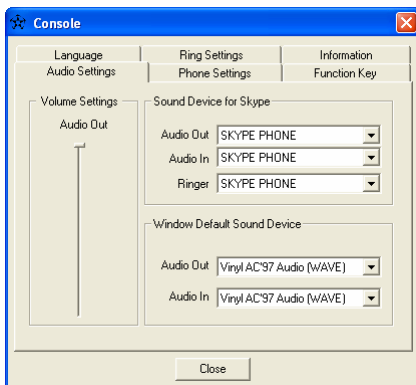 Console
Language Ring Settings Information
Audio Settings Phone Settings Function Key
Volume Settings
Audio Out
Sound Device for Skype
Audio Out SKYPE PHONE
Audio In SKYPE PHONE
Ringer SKYPE PHONE
Window Default Sound Device
Audio Out Vinyl AC'97 Audio (WAVE)
Audio In Vinyl AC'97 Audio (WAVE)
Close